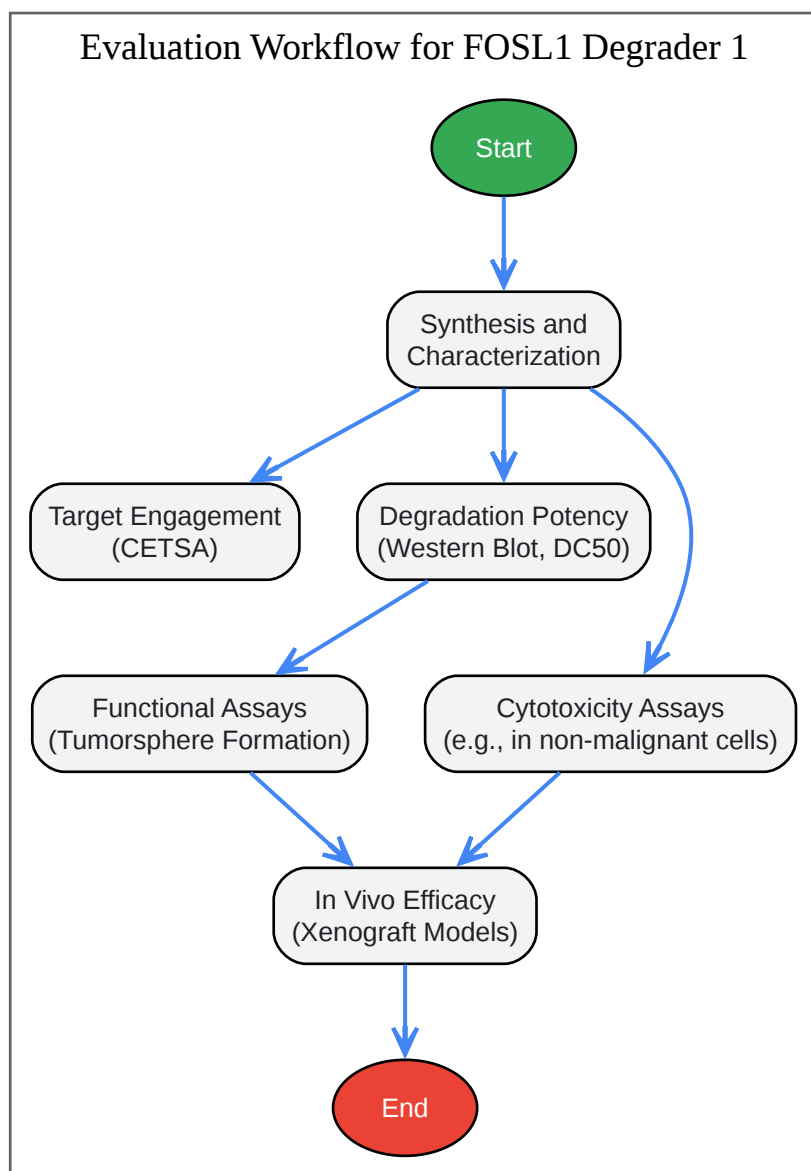 Evaluation Workflow for FOSL1 Degrader 1
Start
Synthesis and
Characterization
Target Engagement
(CETSA)
Degradation Potency
(Western Blot, DC50)
Functional Assays
(Tumorsphere Formation)
Cytotoxicity Assays
(e.g., in non-malignant cells)
In Vivo Efficacy
(Xenograft Models)
End